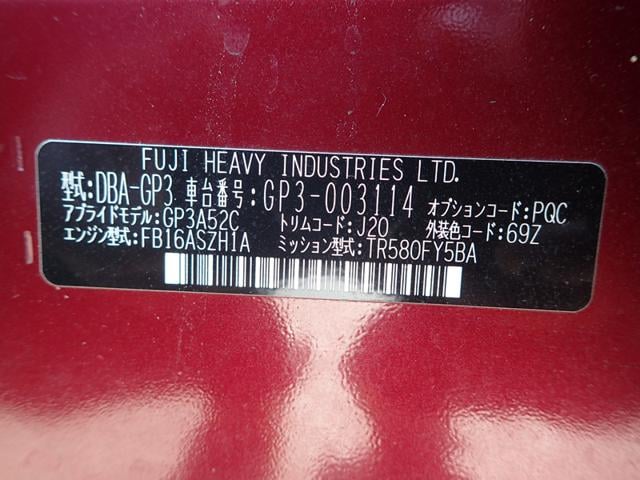 FUJI HEAVY INDUSTRIES LTD.
型式:DBA-GP3 車台番号:GP3-003114 オプションコード:PQC
アプライドモデル:GP3A52C トリムコード:J20 外装色コード:69Z
エンジン型式:FB16ASZH1A ミッション型式:TR580FY5BA